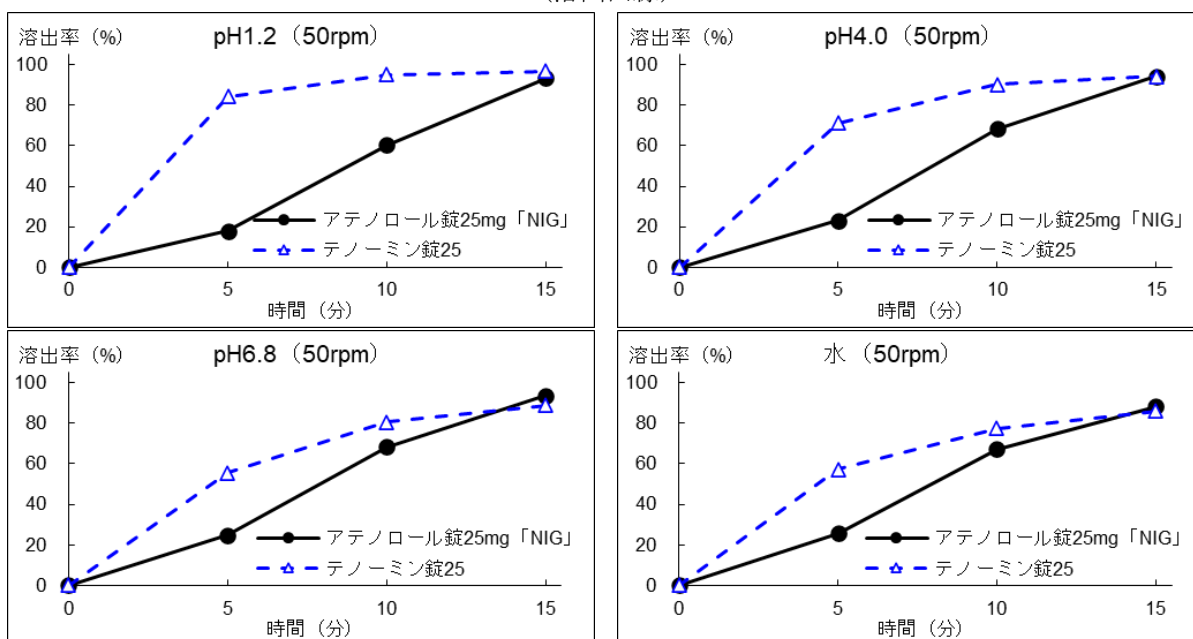 溶出率（%） pH1.2（50rpm）
100
80
60
40
20
0
アテノロール錠25mg「NIG」
テノーミン錠25
0 5 10 15
時間（分）
溶出率（%） pH4.0（50rpm）
100
80
60
40
20
0
アテノロール錠25mg「NIG」
テノーミン錠25
0 5 10 15
時間（分）
溶出率（%） pH6.8（50rpm）
100
80
60
40
20
0
アテノロール錠25mg「NIG」
テノーミン錠25
0 5 10 15
時間（分）
溶出率（%） 水（50rpm）
100
80
60
40
20
0
アテノロール錠25mg「NIG」
テノーミン錠25
0 5 10 15
時間（分）